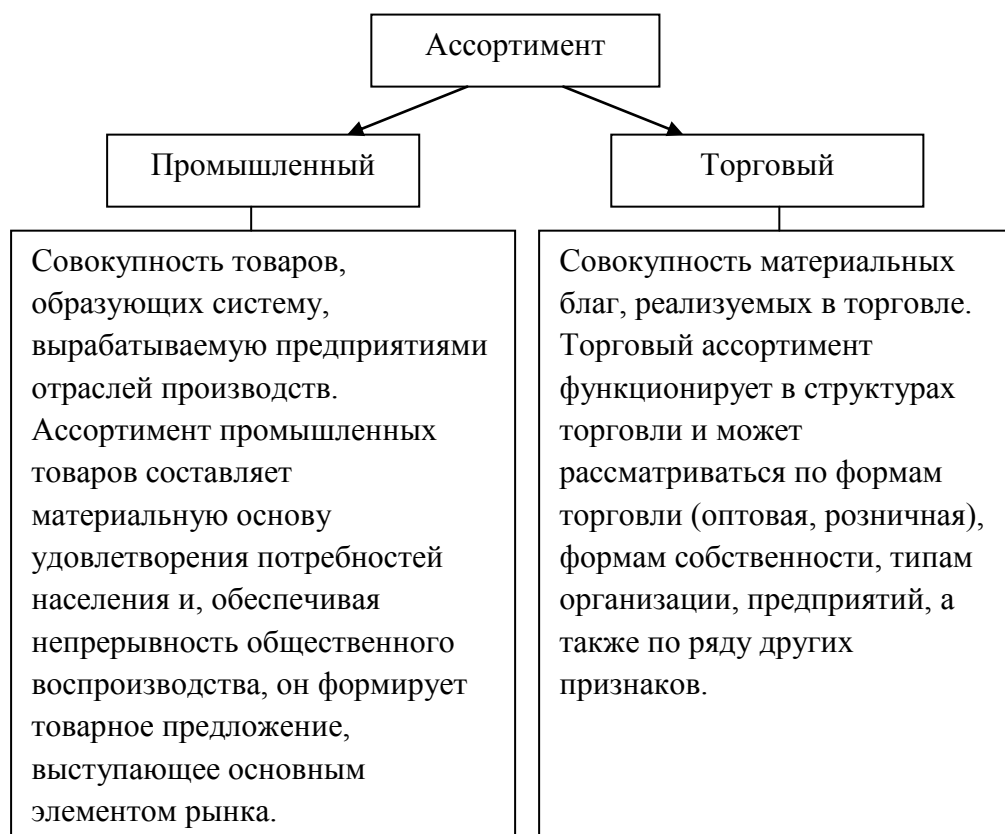 Ассортимент
Промышленный
Торговый
Совокупность товаров,
образующих систему,
вырабатываемую предприятиями
отраслей производств.
Ассортимент промышленных
товаров составляет
материальную основу
удовлетворения потребностей
населения и, обеспечивая
непрерывность общественного
воспроизводства, он формирует
товарное предложение,
выступающее основным
элементом рынка.
Совокупность материальных
благ, реализуемых в торговле.
Торговый ассортимент
функционирует в структурах
торговли и может
рассматриваться по формам
торговли (оптовая, розничная),
формам собственности, типам
организации, предприятий, а
также по ряду других
признаков.